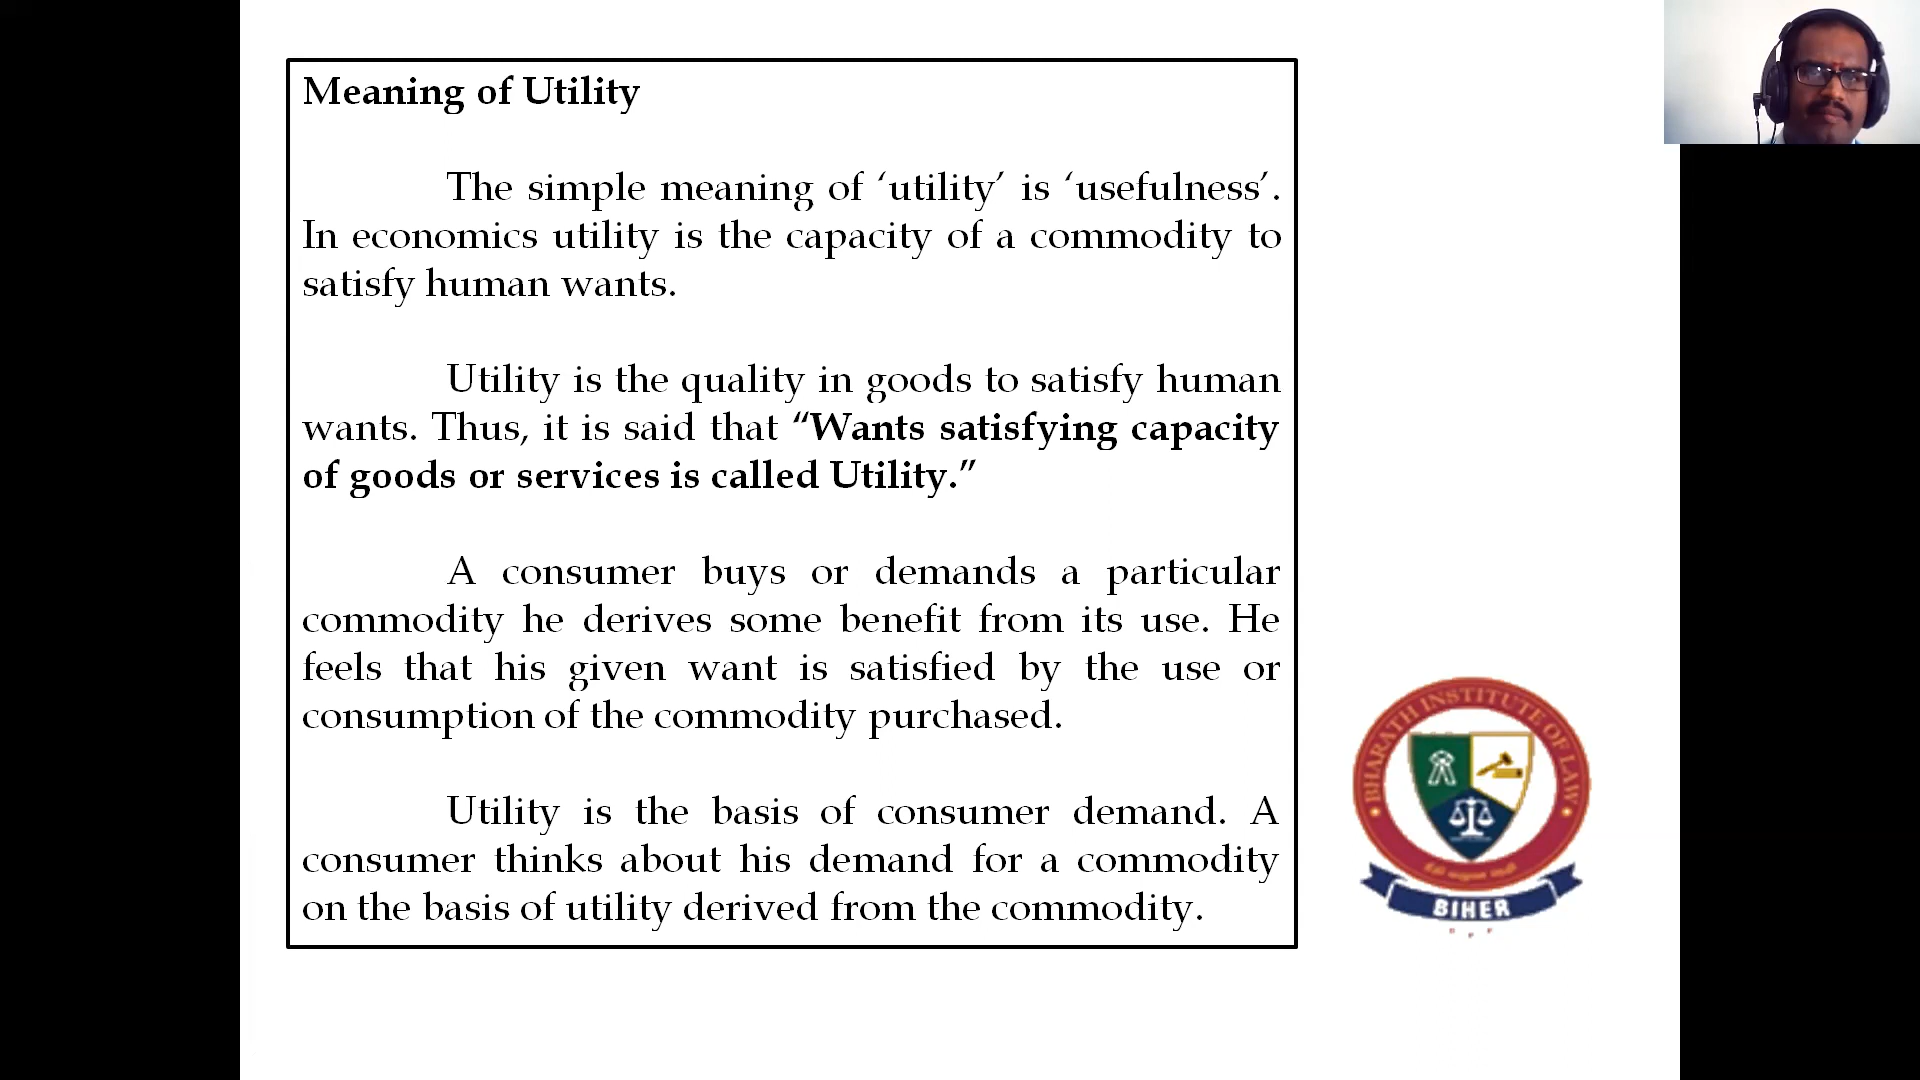 Meaning of Utility
The simple meaning of ‘utility’ is ‘usefulness’.
In economics utility is the capacity of a commodity to
satisfy human wants.
Utility is the quality in goods to satisfy human
wants. Thus, it is said that “Wants satisfying capacity
of goods or services is called Utility.”
A consumer buys or demands a particular
commodity he derives some benefit from its use. He
feels that his given want is satisfied by the use or
consumption of the commodity purchased.
Utility is the basis of consumer demand. A
consumer thinks about his demand for a commodity
on the basis of utility derived from the commodity.
BHARATH INSTITUTE OF LAW
BIHER